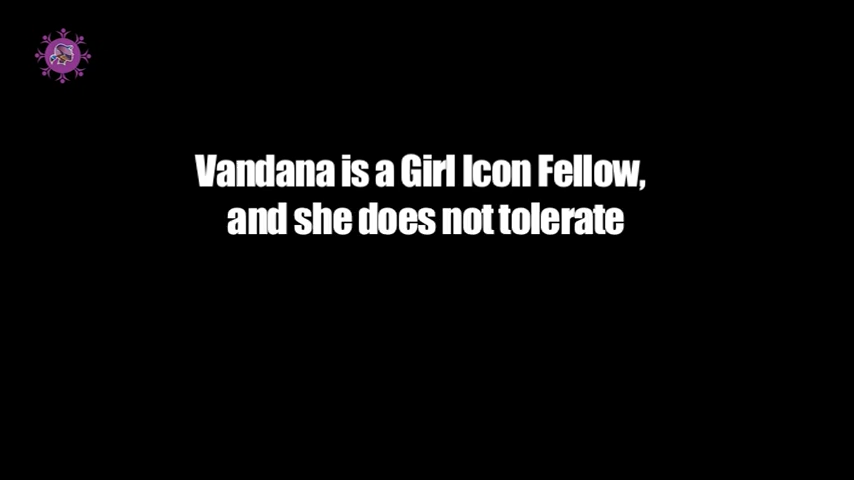 Vandana is a Girl Icon Fellow,
and she does not tolerate